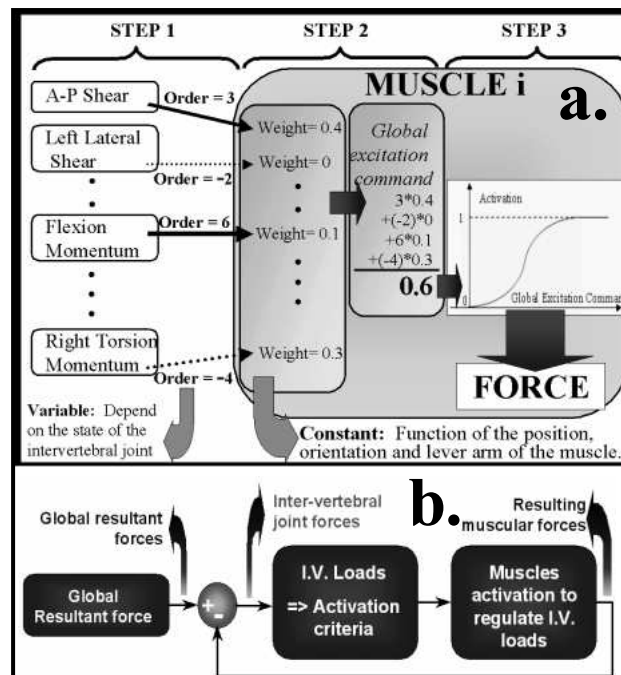 STEP 1
STEP 2
STEP 3
MUSCLE i
a.
A-P Shear
Order = 3
Weight= 0.4
Left Lateral
Shear
Order = -2
Weight= 0
Flexion
Momentum
Order = 6
Weight= 0.1
Right Torsion
Momentum
Order = -4
Weight= 0.3
Global
excitation
command
3*0.4
+(-2)*0
+6*0.1
+(-4)*0.3
0.6
Activation
1
0
Global Excitation Comman
FORCE
Variable: Depend
on the state of the
intervertebral joint
Constant: Function of the position,
orientation and lever arm of the muscle.
b.
Global resultant
forces
Inter-vertebral
joint forces
Resulting
muscular forces
Global
Resultant force
+
-
I.V. Loads
=> Activation
criteria
Muscles
activation to
regulate I.V.
loads